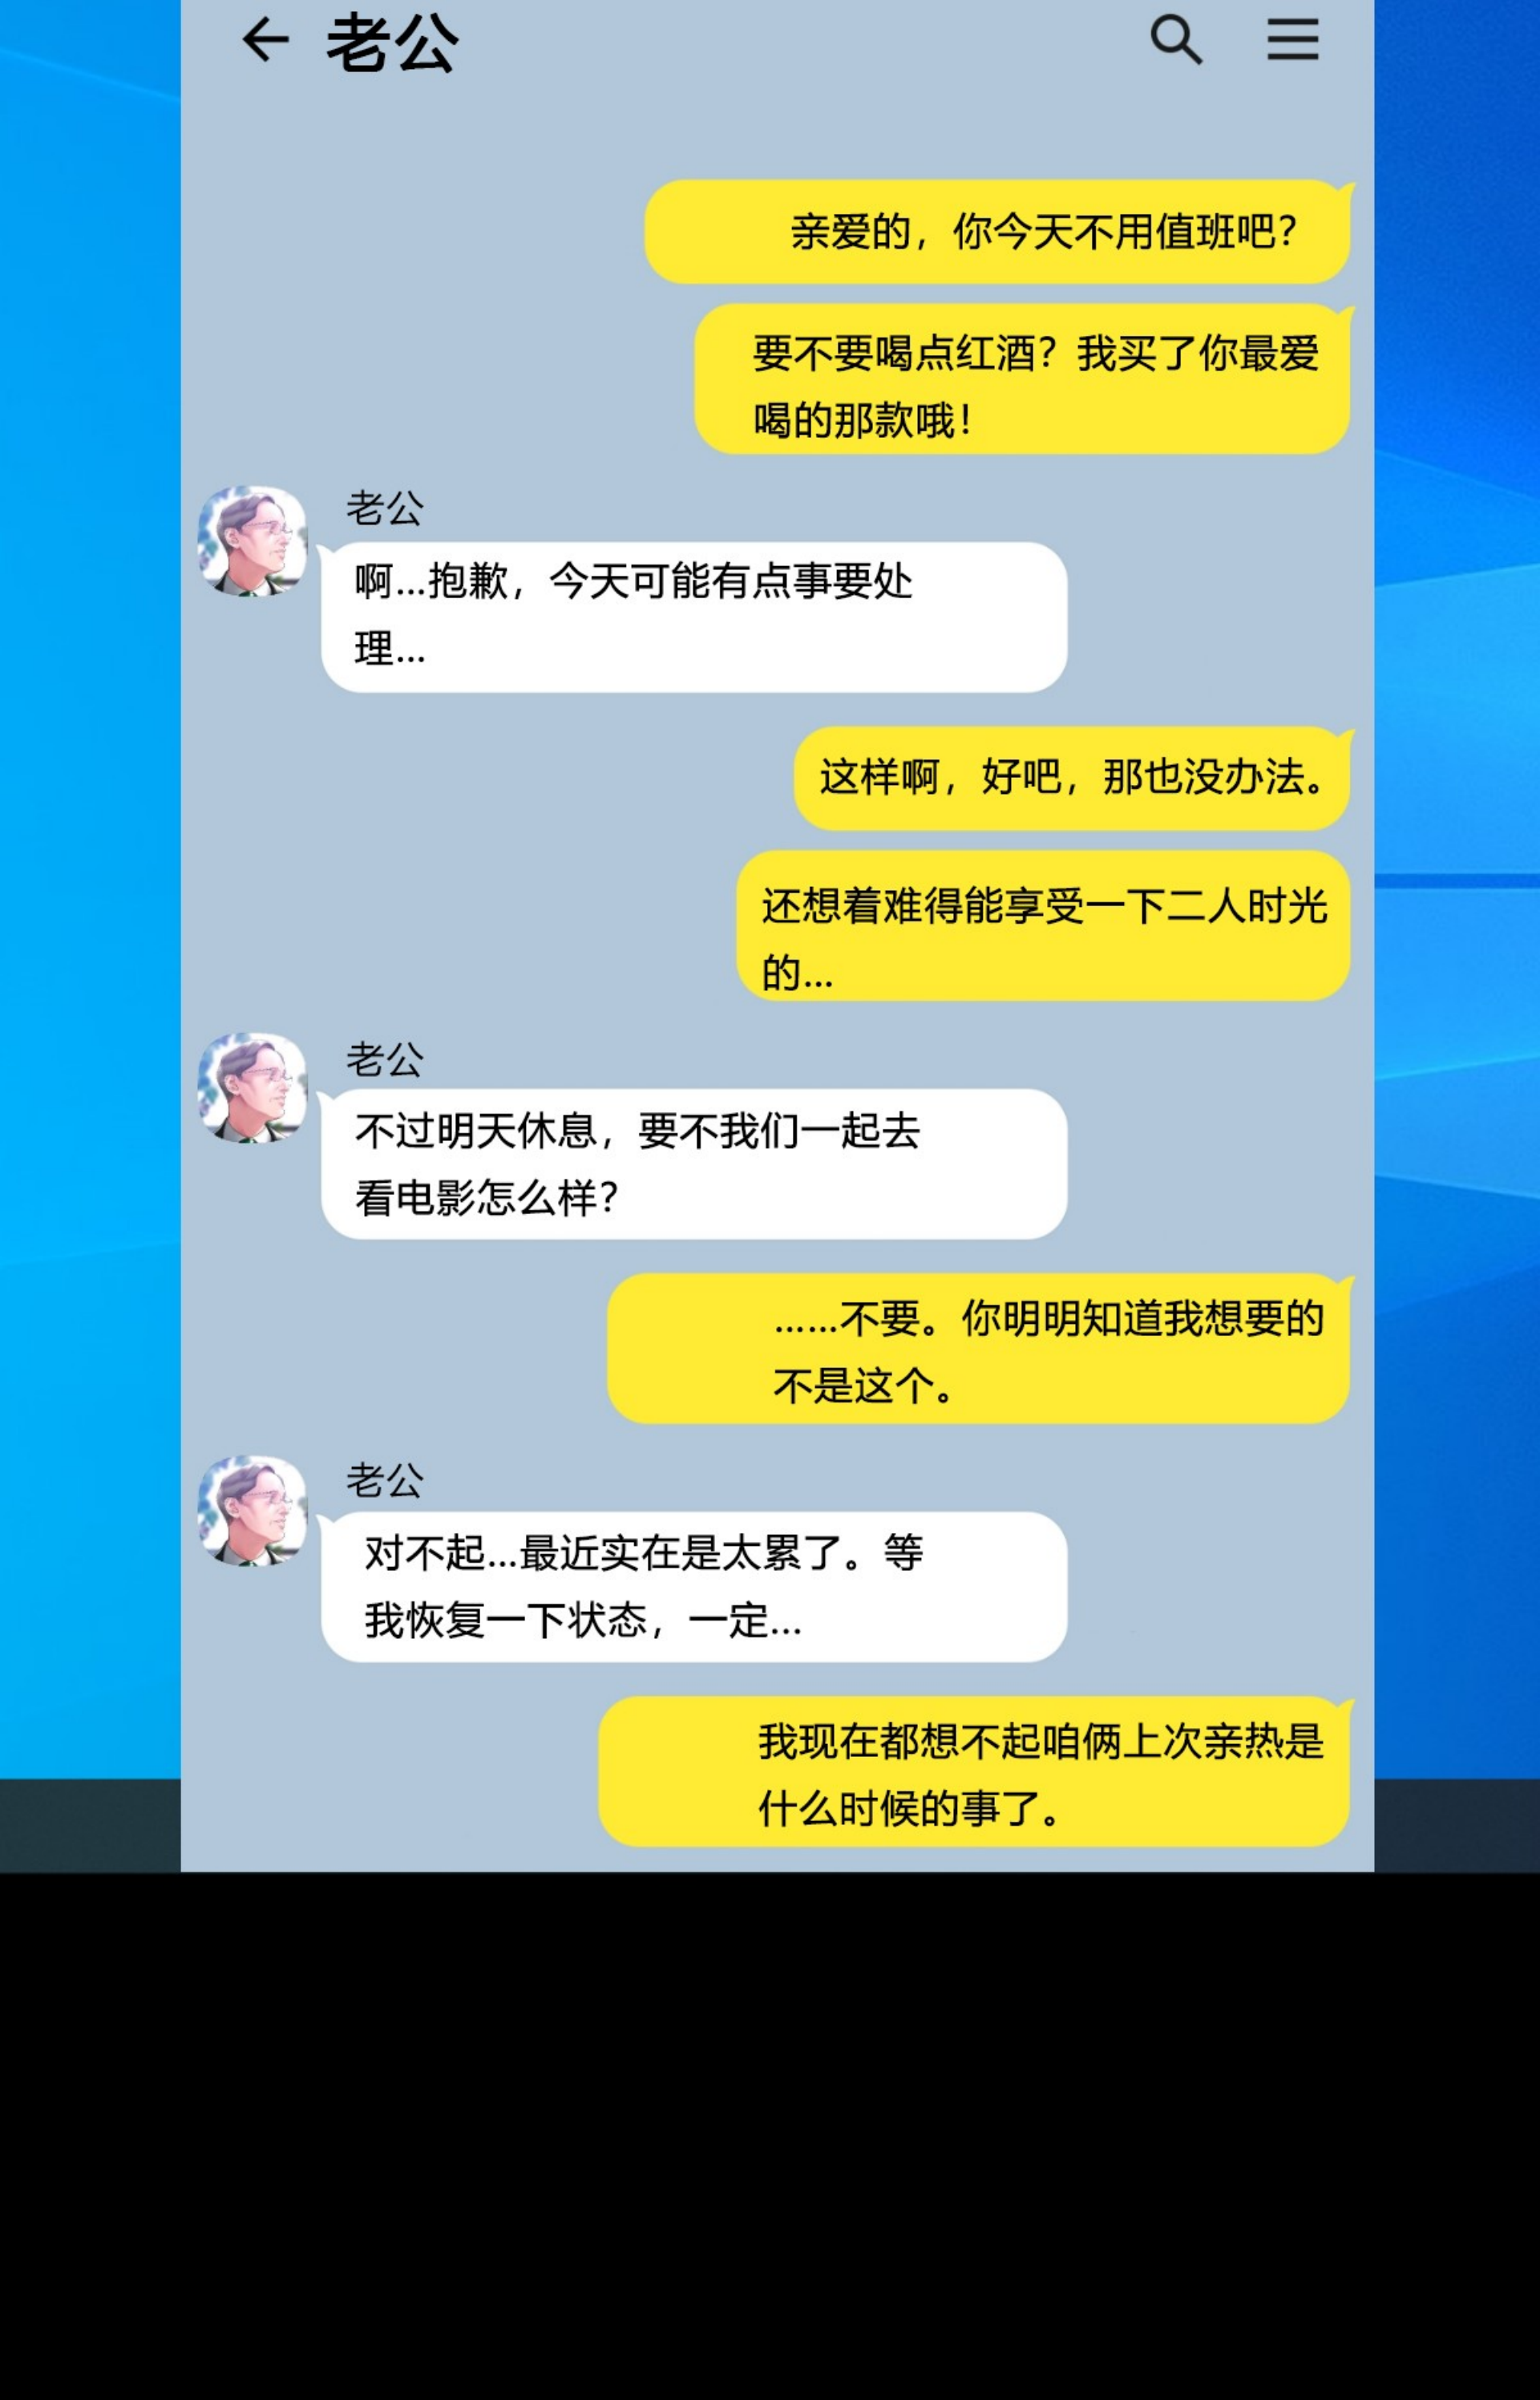 老公
亲爱的，你今天不用值班吧？
要不要喝点红酒？我买了你最爱
喝的那款哦！
老公
啊...抱歉，今天可能有点事要处
理...
这样啊，好吧，那也没办法。
还想着难得能享受一下二人时光
的...
老公
不过明天休息，要不我们一起去
看电影怎么样？
......不要。你明明知道我想要的
不是这个。
老公
对不起...最近实在是太累了。等
我恢复一下状态，一定...
我现在都想不起咱俩上次亲热是
什么时候的事了。